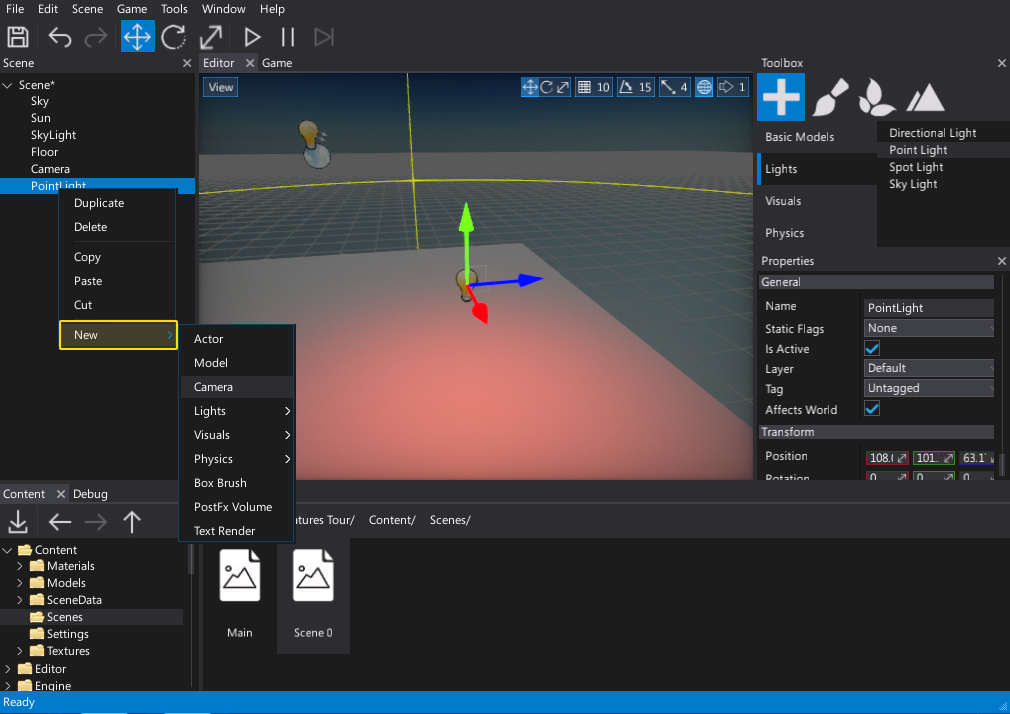 File Edit Scene Game Tools Window Help
Scene
Editor Game
Toolbox
View
10 15 4 1
Scene*
Sky
Sun
SkyLight
Floor
Camera
PointLight
Duplicate
Delete
Copy
Paste
Cut
New
Actor
Model
Camera
Lights
Visuals
Physics
Box Brush
PostFx Volume
Text Render
Basic Models
Lights
Visuals
Physics
Directional Light
Point Light
Spot Light
Sky Light
Properties
General
Name PointLight
Static Flags None
Is Active
Layer Default
Tag Untagged
Affects World
Transform
Position 108. 101. 63.1
Rotation 0 0 0
Content Debug
atures Tour/ Content/ Scenes/
Content
Materials
Models
SceneData
Scenes
Settings
Textures
Editor
Engine
Main
Scene 0
Ready